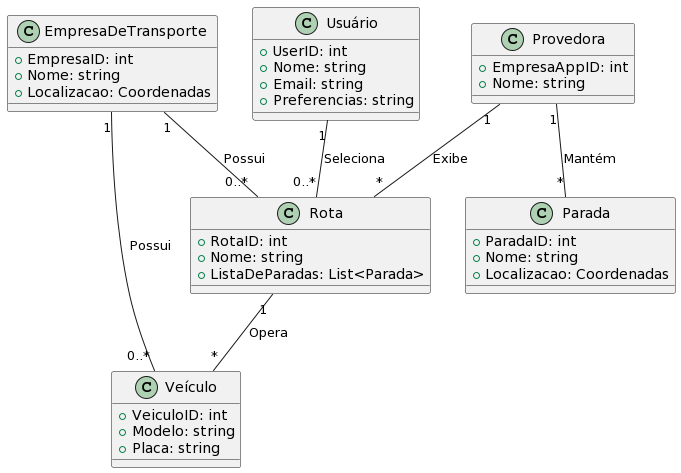 C EmpresaDeTransporte
EmpresaID: int
Nome: string
Localizacao: Coordenadas
C Usuário
UserID: int
Nome: string
Email: string
Preferencias: string
C Provedora
EmpresaAppID: int
Nome: string
1
1
1
1
1
Possui
Seleciona
Exibe
Mantém
0..*
0..*
*
*
C Rota
RotaID: int
Nome: string
ListaDeParadas: List<Parada>
C Parada
ParadaID: int
Nome: string
Localizacao: Coordenadas
Possui
1
Opera
0..*
*
C Veículo
VeiculoID: int
Modelo: string
Placa: string